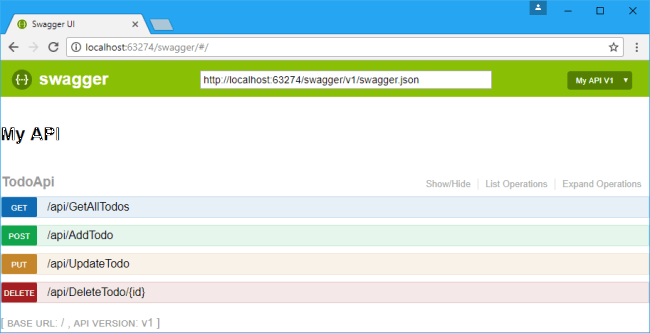 Swagger UI
localhost:63274/swagger/#/
{··} swagger http://localhost:63274/swagger/v1/swagger.json My API V1
My API
TodoApi Show/Hide List Operations Expand Operations
GET /api/GetAllTodos
POST /api/AddTodo
PUT /api/UpdateTodo
DELETE /api/DeleteTodo/{id}
[ BASE URL: / , API VERSION: v1 ]